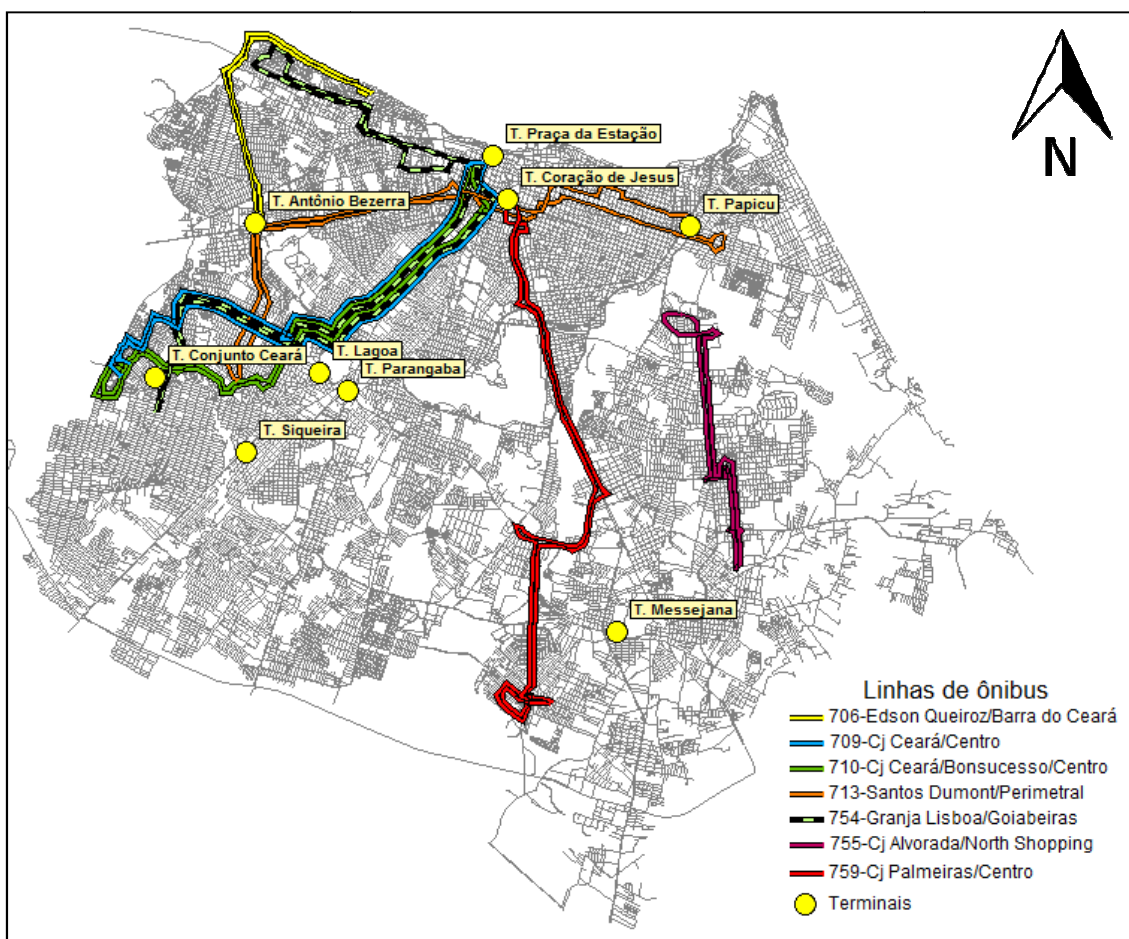 T. Praça da Estação
T. Coração de Jesus
T. Antônio Bezerra
T. Papicu
T. Conjunto Ceará
T. Lagoa
T. Parangaba
T. Siqueira
T. Messejana
N
Linhas de ônibus
706-Edson Queiroz/Barra do Ceará
709-Cj Ceará/Centro
710-Cj Ceará/Bonsucesso/Centro
713-Santos Dumont/Perimetral
754-Granja Lisboa/Goiabeiras
755-Cj Alvorada/North Shopping
759-Cj Palmeiras/Centro
Terminais